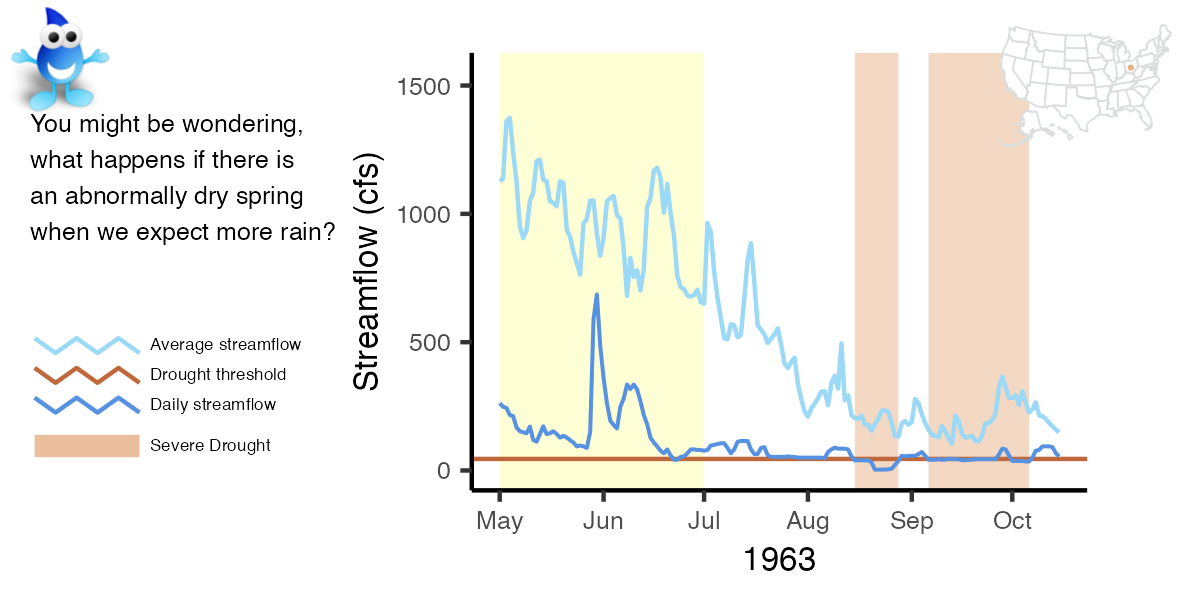 You might be wondering,
what happens if there is
an abnormally dry spring
when we expect more rain?
Average streamflow
Drought threshold
Daily streamflow
Severe Drought
Streamflow (cfs)
1500
1000
500
0
May Jun Jul Aug Sep Oct
1963